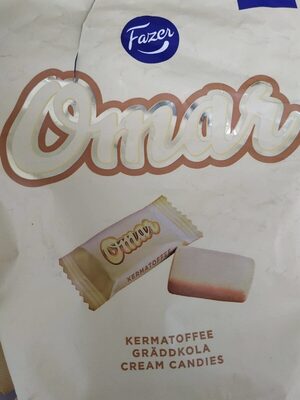 Fazer
Omar
Omar
KERMATOFFEE
KERMATOFFEE
GRÄDDKOLA
CREAM CANDIES